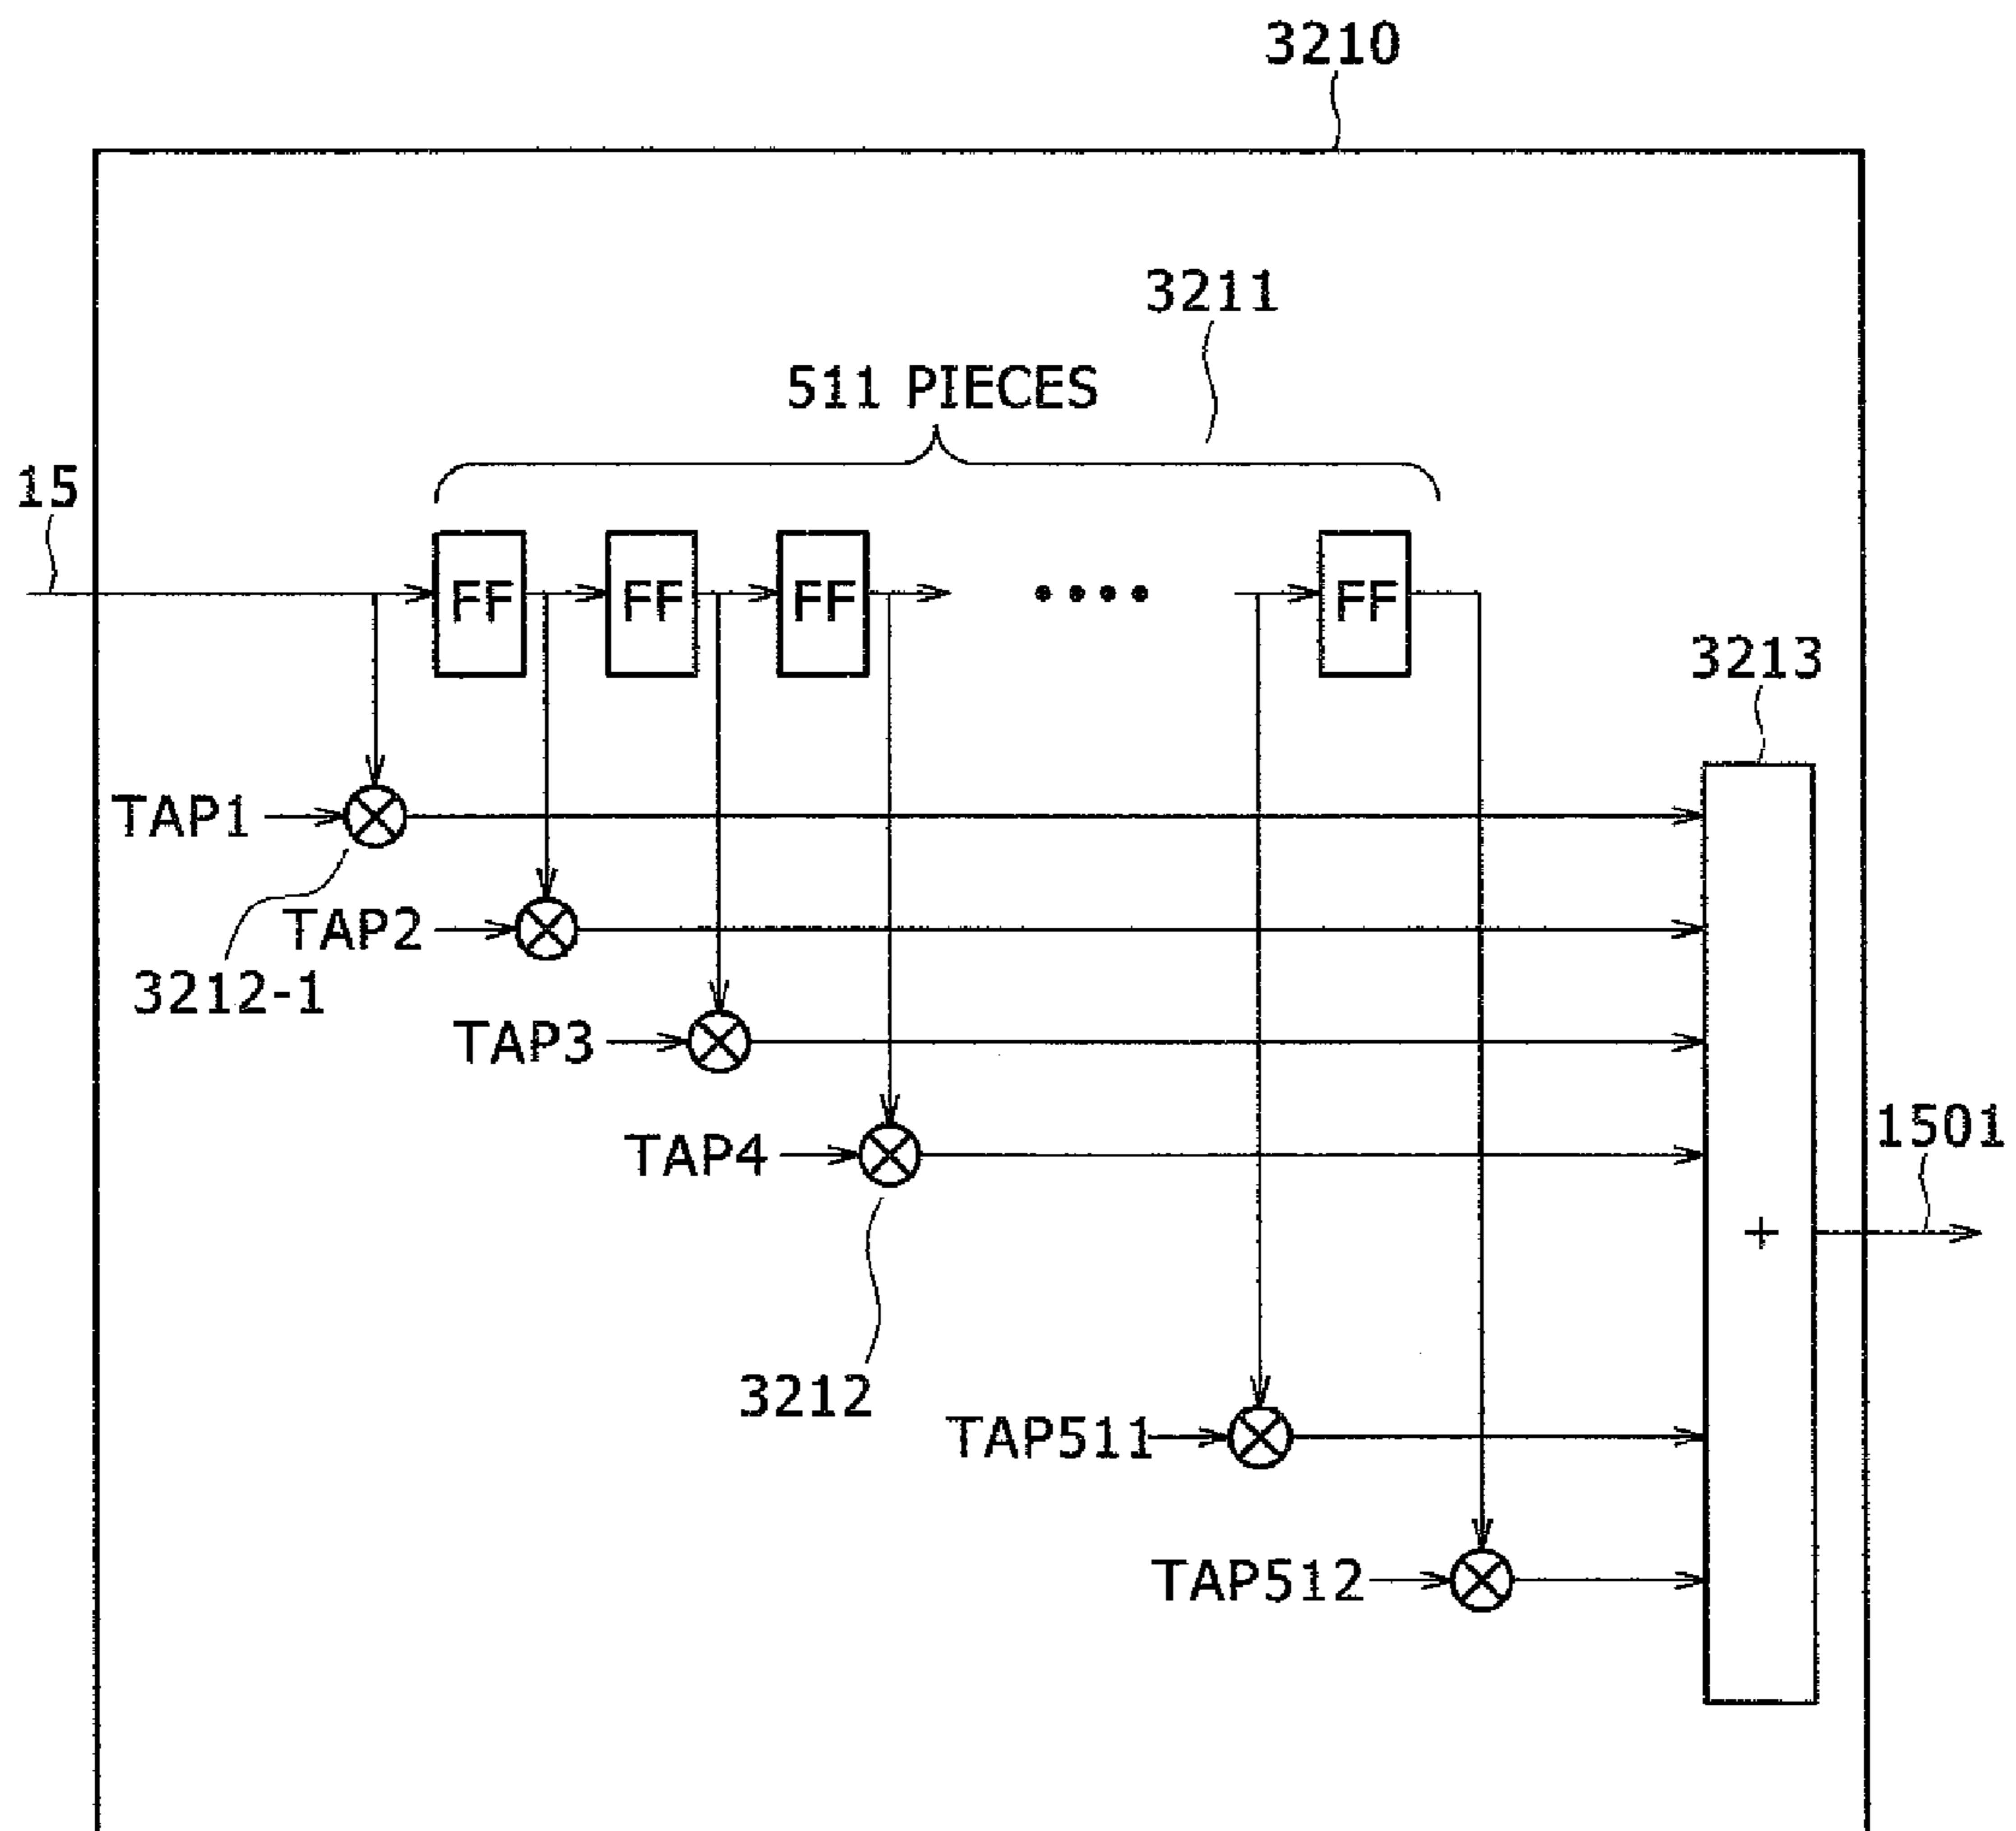 3210
3211
511 PIECES
15
FF FF FF •••• FF
3213
TAP1
TAP2
3212-1
TAP3
1501
TAP4
+
3212
TAP511
TAP512